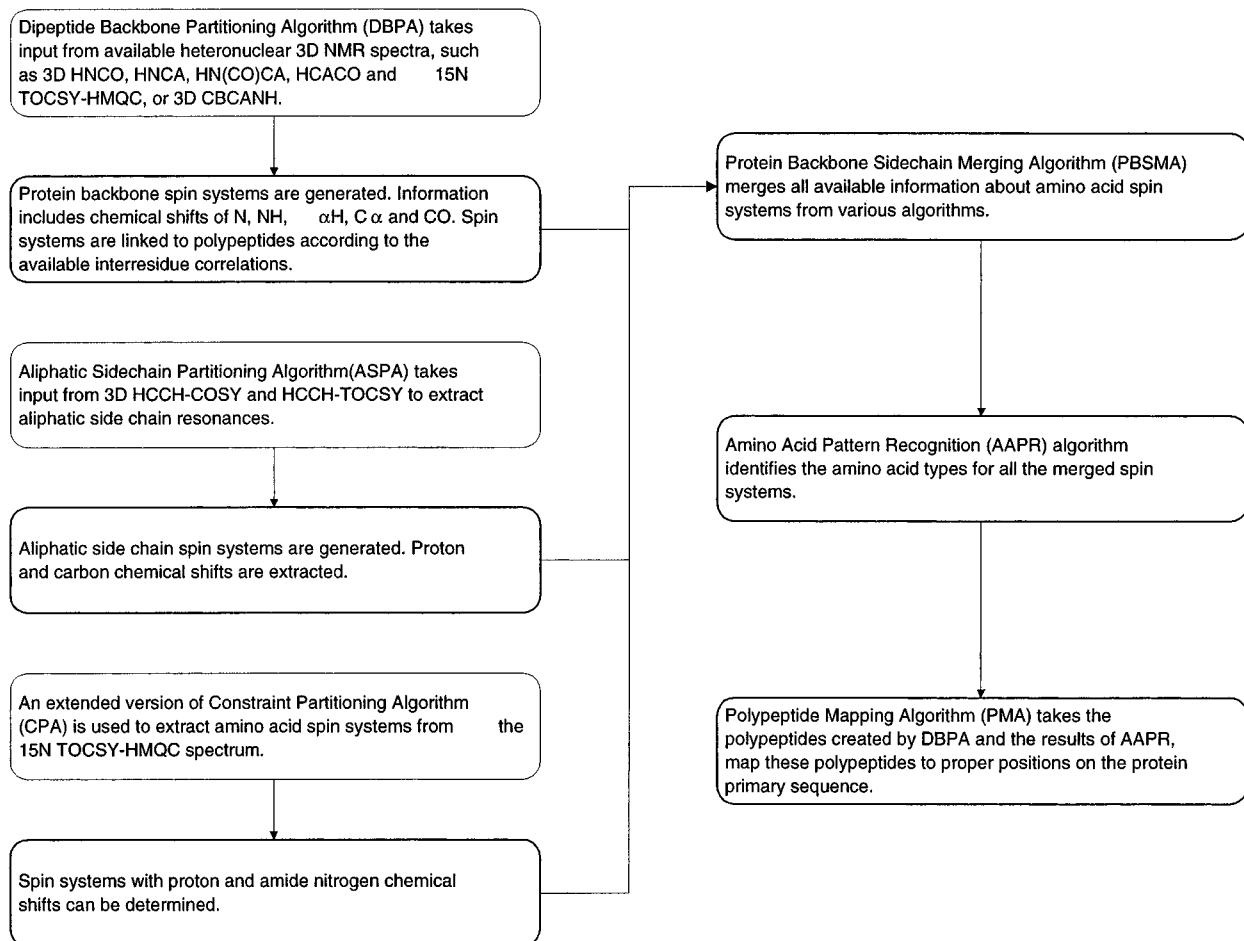 Dipeptide Backbone Partitioning Algorithm (DBPA) takes
input from available heteronuclear 3D NMR spectra, such
as 3D HNCO, HNCA, HN(CO)CA, HCACO and 15N
TOCSY-HMQC, or 3D CBCANH.
Protein backbone spin systems are generated. Information
includes chemical shifts of N, NH, αH, C α and CO. Spin
systems are linked to polypeptides according to the
available interresidue correlations.
Aliphatic Sidechain Partitioning Algorithm(ASPA) takes
input from 3D HCCH-COSY and HCCH-TOCSY to extract
aliphatic side chain resonances.
Aliphatic side chain spin systems are generated. Proton
and carbon chemical shifts are extracted.
An extended version of Constraint Partitioning Algorithm
(CPA) is used to extract amino acid spin systems from the
15N TOCSY-HMQC spectrum.
Spin systems with proton and amide nitrogen chemical
shifts can be determined.
Protein Backbone Sidechain Merging Algorithm (PBSMA)
merges all available information about amino acid spin
systems from various algorithms.
Amino Acid Pattern Recognition (AAPR) algorithm
identifies the amino acid types for all the merged spin
systems.
Polypeptide Mapping Algorithm (PMA) takes the
polypeptides created by DBPA and the results of AAPR,
map these polypeptides to proper positions on the protein
primary sequence.